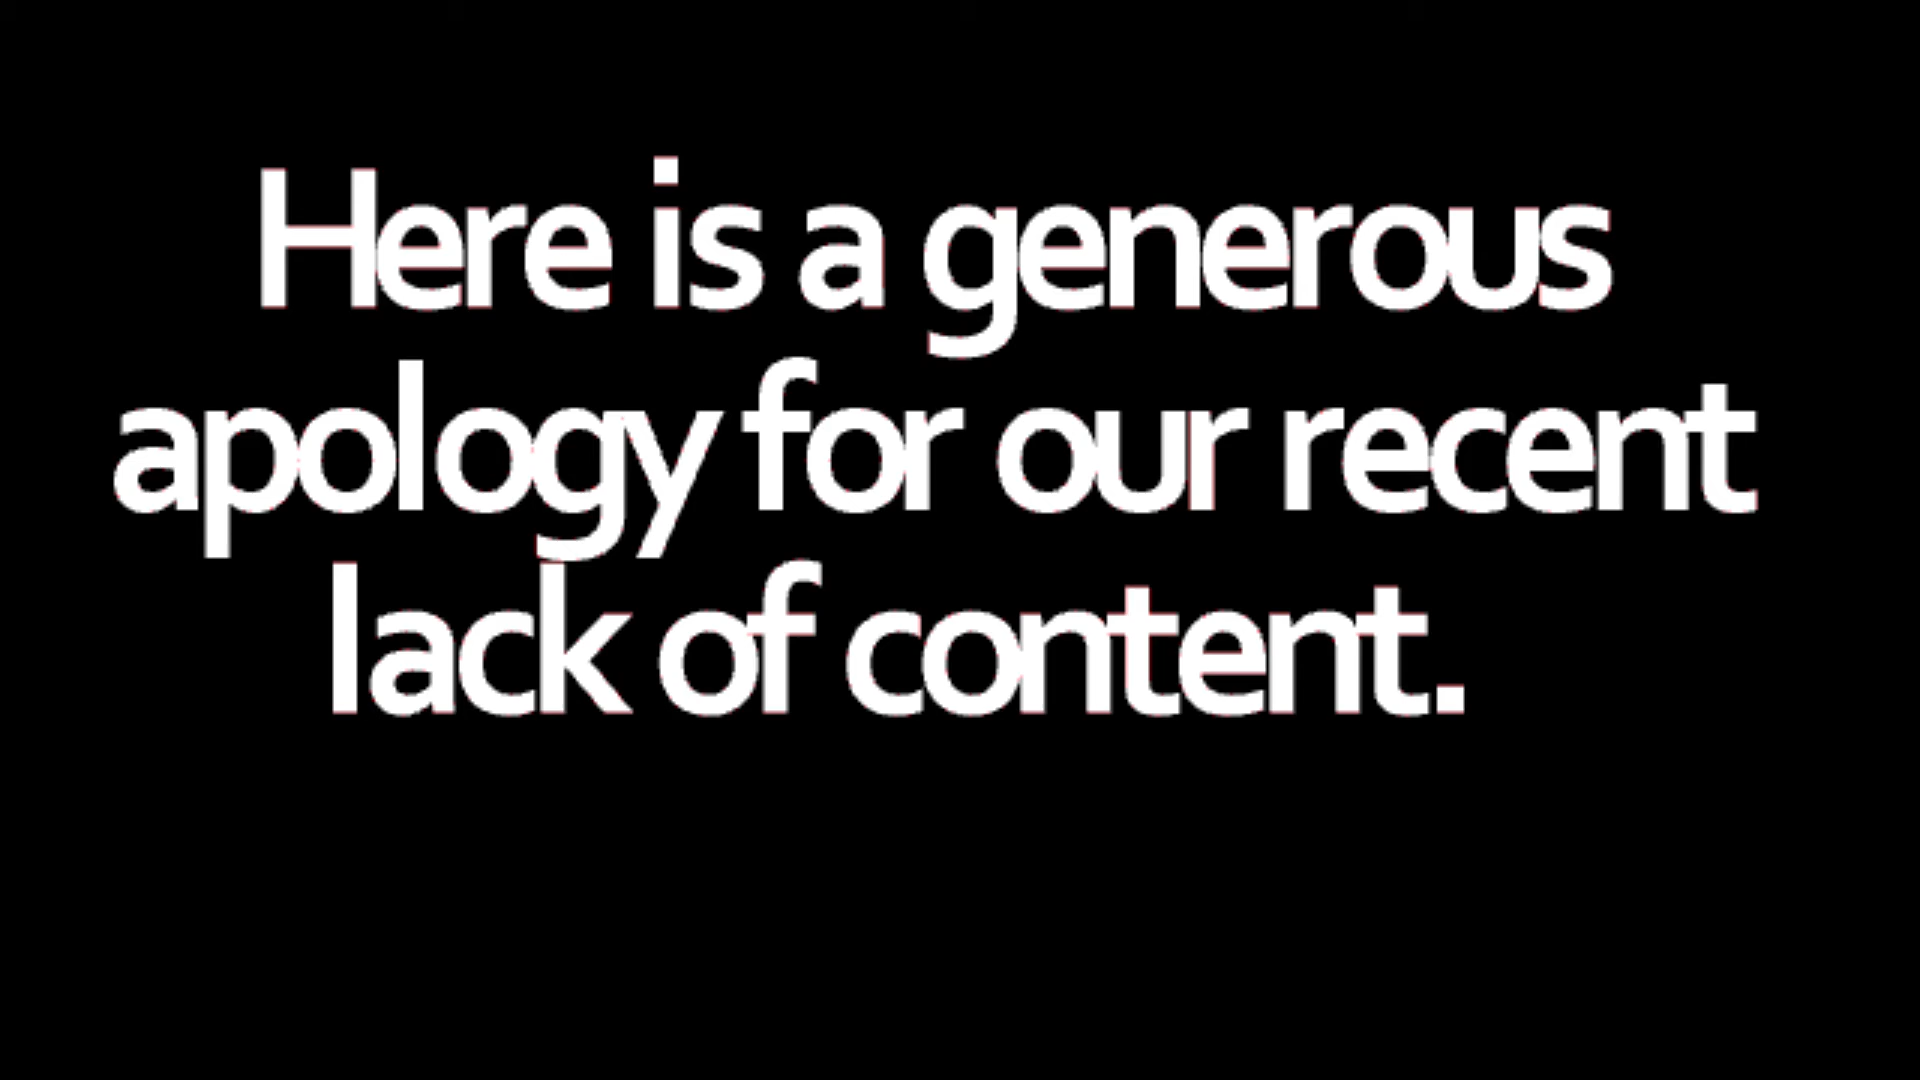 Here is a generous
apology for our recent
lack of content.